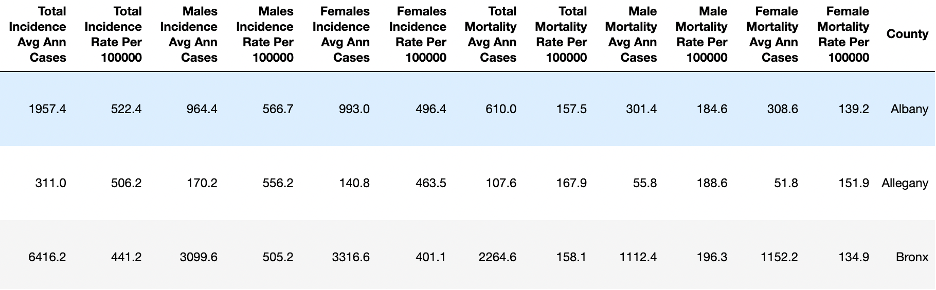 Total Incidence Avg Ann Cases Total Incidence Rate Per 100000 Males Incidence Avg Ann Cases Males Incidence Rate Per 100000 Females Incidence Avg Ann Cases Females Incidence Rate Per 100000 Total Mortality Avg Ann Cases Total Mortality Rate Per 100000 Male Mortality Avg Ann Cases Male Mortality Rate Per 100000 Female Mortality Avg Ann Cases Female Mortality Rate Per 100000 County
1957.4 522.4 964.4 566.7 993.0 496.4 610.0 157.5 301.4 184.6 308.6 139.2 Albany
311.0 506.2 170.2 556.2 140.8 463.5 107.6 167.9 55.8 188.6 51.8 151.9 Allegany
6416.2 441.2 3099.6 505.2 3316.6 401.1 2264.6 158.1 1112.4 196.3 1152.2 134.9 Bronx